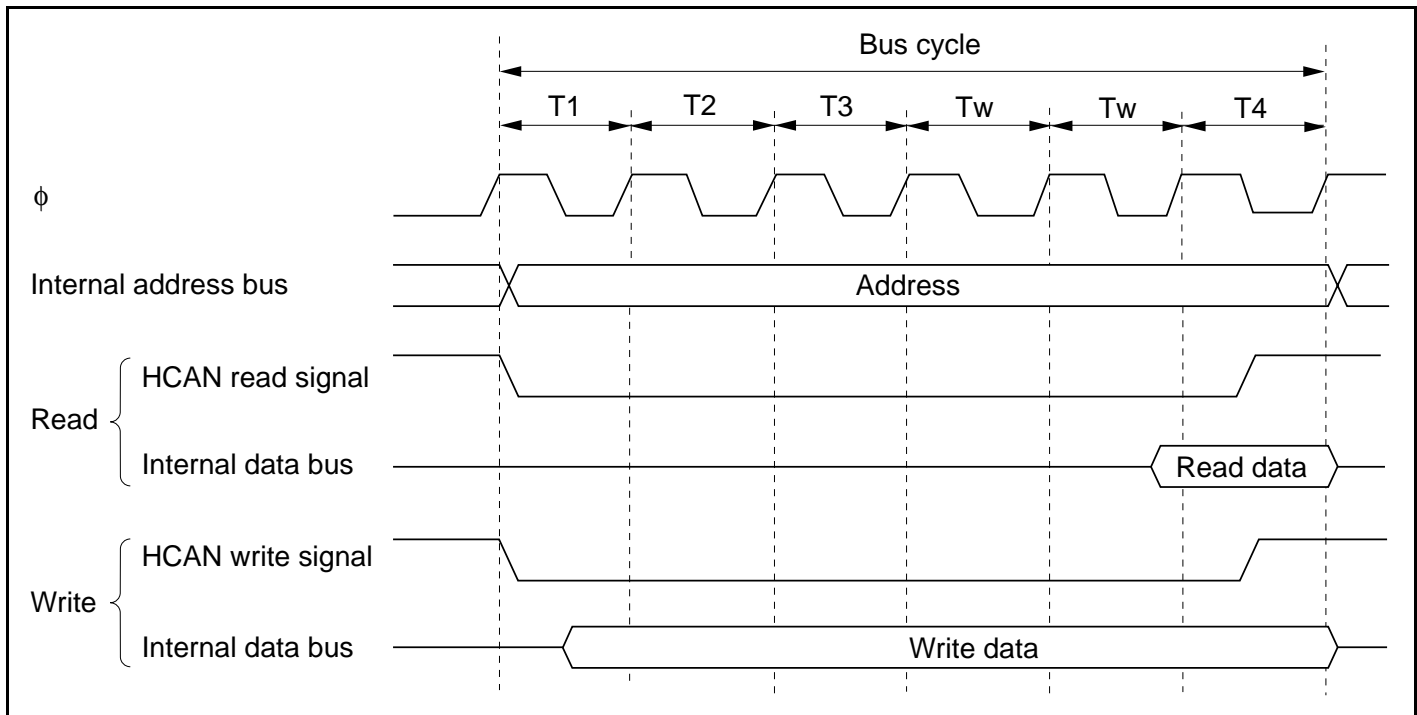 Bus cycle
T1 T2 T3 Tw Tw T4
ϕ
Internal address bus Address
Read HCAN read signal
Internal data bus Read data
Write HCAN write signal
Internal data bus Write data